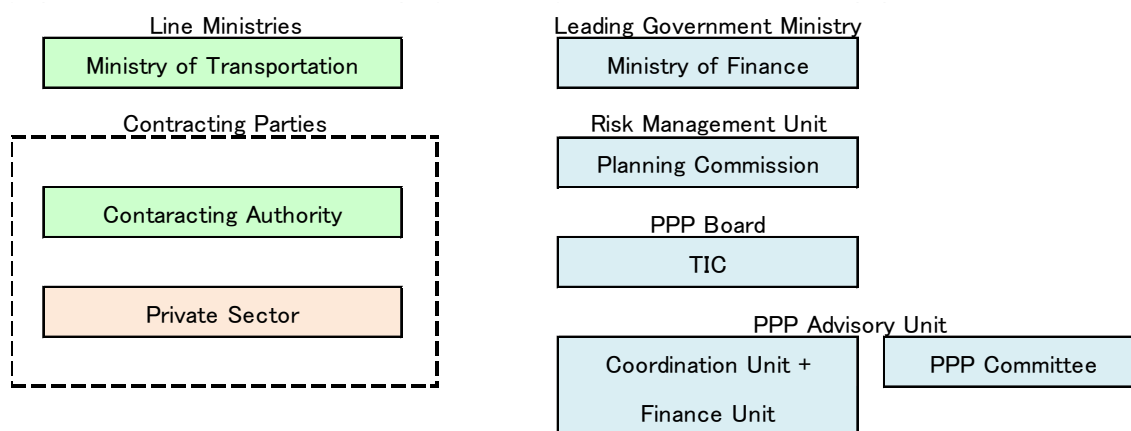 Line Ministries
Ministry of Transportation
Contracting Parties
Contaracting Authority
Private Sector
Leading Government Ministry
Ministry of Finance
Risk Management Unit
Planning Commission
PPP Board
TIC
PPP Advisory Unit
Coordination Unit +
Finance Unit
PPP Committee